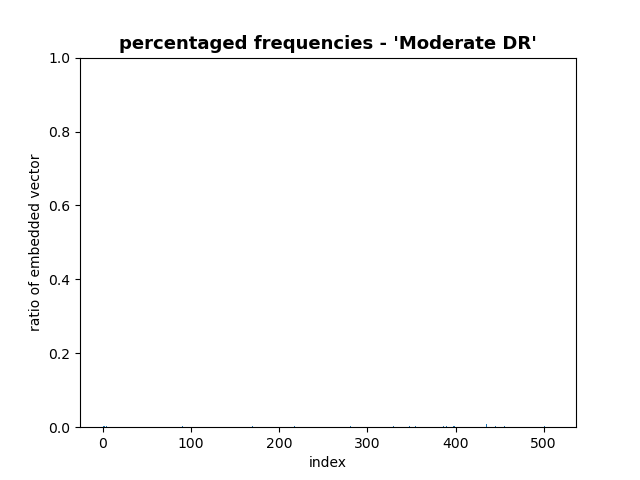 percentaged frequencies - 'Moderate DR'
1.0
0.8
0.6
0.4
0.2
0.0
ratio of embedded vector
0 100 200 300 400 500
index